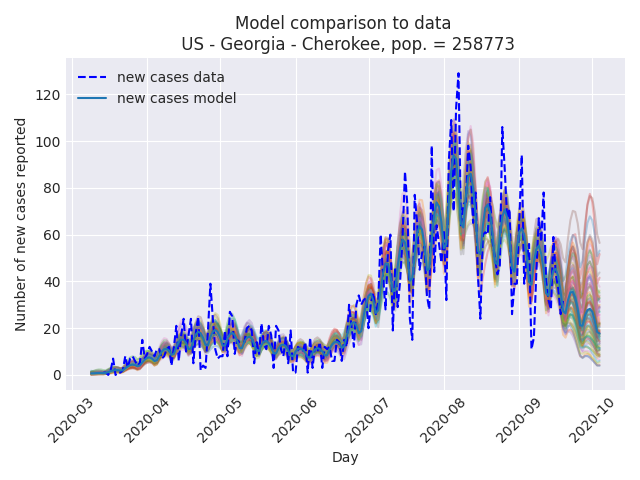 Model comparison to data
US - Georgia - Cherokee, pop. = 258773
new cases data
new cases model
Number of new cases reported
120
100
80
60
40
20
0
2020-03
2020-04
2020-05
2020-06
2020-07
2020-08
2020-09
2020-10
Day